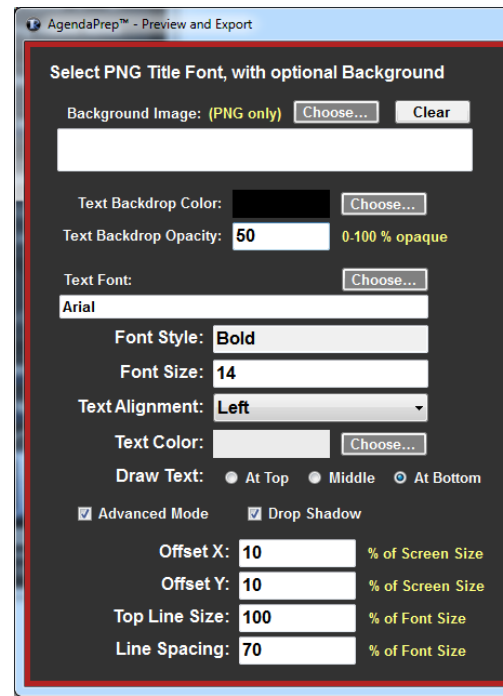 AgendaPrep™ - Preview and Export
Select PNG Title Font, with optional Background
Background Image: (PNG only) Choose... Clear
Text Backdrop Color: Choose...
Text Backdrop Opacity: 50 0-100 % opaque
Text Font: Choose...
Arial
Font Style: Bold
Font Size: 14
Text Alignment: Left
Text Color: Choose...
Draw Text: At Top Middle At Bottom
Advanced Mode Drop Shadow
Offset X: 10 % of Screen Size
Offset Y: 10 % of Screen Size
Top Line Size: 100 % of Font Size
Line Spacing: 70 % of Font Size